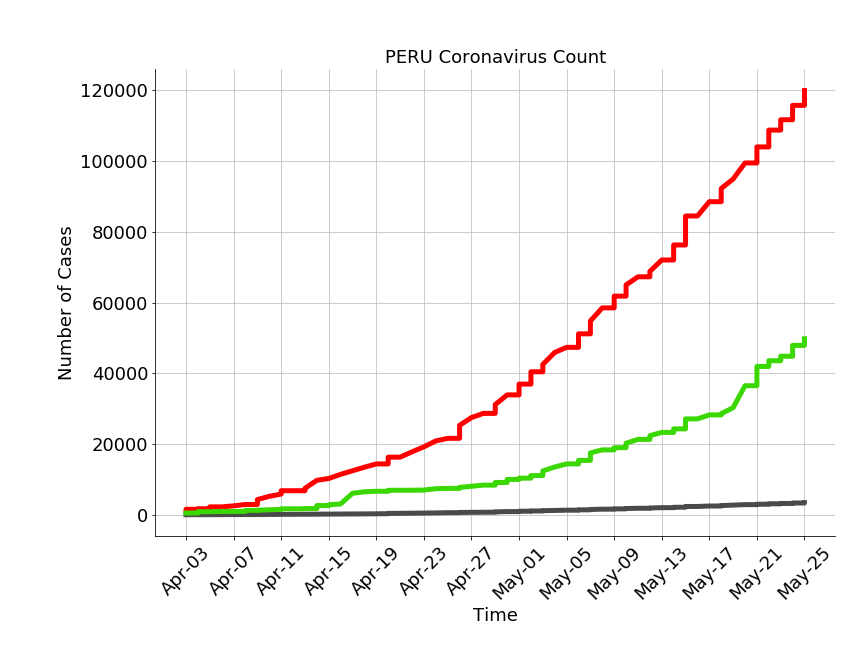 PERU Coronavirus Count
120000
100000
80000
60000
40000
20000
0
Number of Cases
Apr-03
Apr-07
Apr-11
Apr-15
Apr-19
Apr-23
Apr-27
May-01
May-05
May-09
May-13
May-17
May-21
May-25
Time